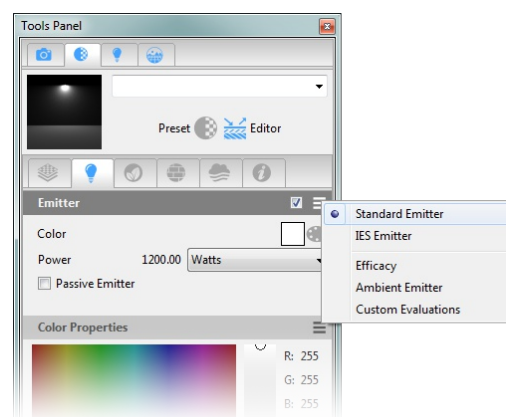 Tools Panel
Preset Editor
Emitter
Standard Emitter
IES Emitter
Color
Power 1200.00 Watts
Efficacy
Passive Emitter
Ambient Emitter
Custom Evaluations
Color Properties
R: 255
G: 255
B: 255